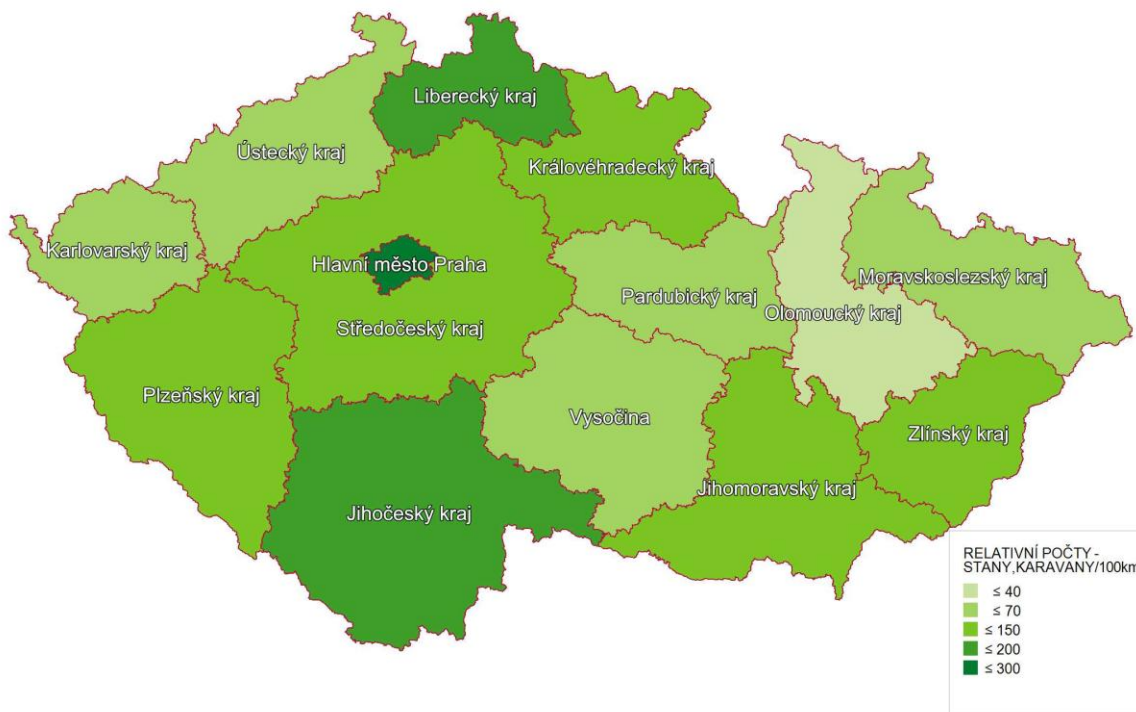 Liberecký kraj
Ústecký kraj
Královéhradecký kraj
Karlovarský kraj
Hlavní město Praha
Moravskoslezský kraj
Pardubický kraj
Olomoucký kraj
Středočeský kraj
Plzeňský kraj
Vysočina
Zlínský kraj
Jihomoravský kraj
Jihočeský kraj
RELATIVNÍ POČTY -
STANY,KARAVANY/100km
≤ 40
≤ 70
≤ 150
≤ 200
≤ 300